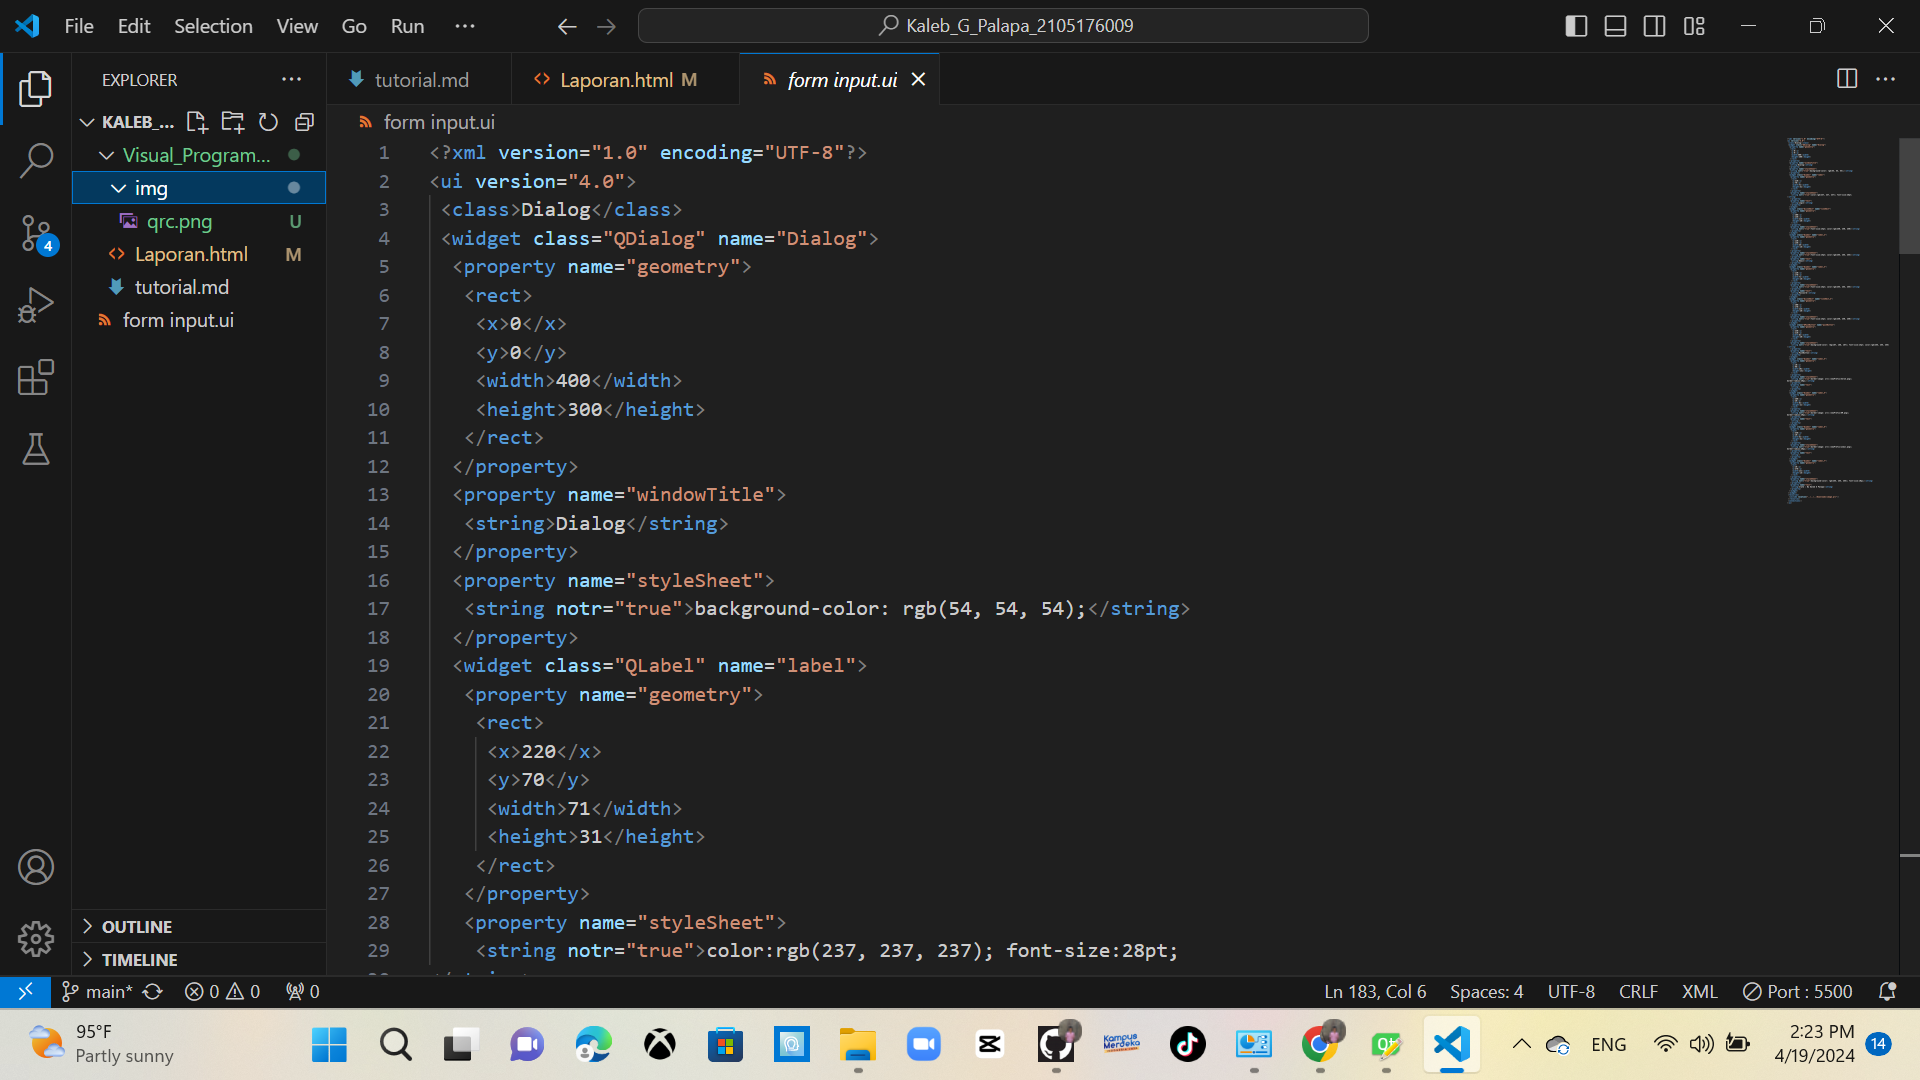 File Edit Selection View Go Run ···
Kaleb_G_Palapa_2105176009
EXPLORER
KALEB_...
Visual_Program...
img
qrc.png U
Laporan.html M
tutorial.md
form input.ui
OUTLINE
TIMELINE
tutorial.md
Laporan.html M
form input.ui
form input.ui
1 <?xml version="1.0" encoding="UTF-8"?>
2 <ui version="4.0">
3 <class>Dialog</class>
4 <widget class="QDialog" name="Dialog">
5 <property name="geometry">
6 <rect>
7 <x>0</x>
8 <y>0</y>
9 <width>400</width>
10 <height>300</height>
11 </rect>
12 </property>
13 <property name="windowTitle">
14 <string>Dialog</string>
15 </property>
16 <property name="styleSheet">
17 <string notr="true">background-color: rgb(54, 54, 54);</string>
18 </property>
19 <widget class="QLabel" name="label">
20 <property name="geometry">
21 <rect>
22 <x>220</x>
23 <y>70</y>
24 <width>71</width>
25 <height>31</height>
26 </rect>
27 </property>
28 <property name="styleSheet">
29 <string notr="true">color:rgb(237, 237, 237); font-size:28pt;
4
main* 0 0 0
Ln 183, Col 6 Spaces: 4 UTF-8 CRLF XML Port : 5500
95°F
Partly sunny
Kampus
Merdeka
Qt
ENG
2:23 PM
4/19/2024
14